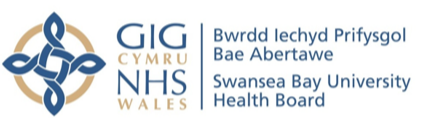 GIG
CYMRU
NHS
WALES
Bwrdd Iechyd Prifysgol
Bae Abertawe
Swansea Bay University
Health Board